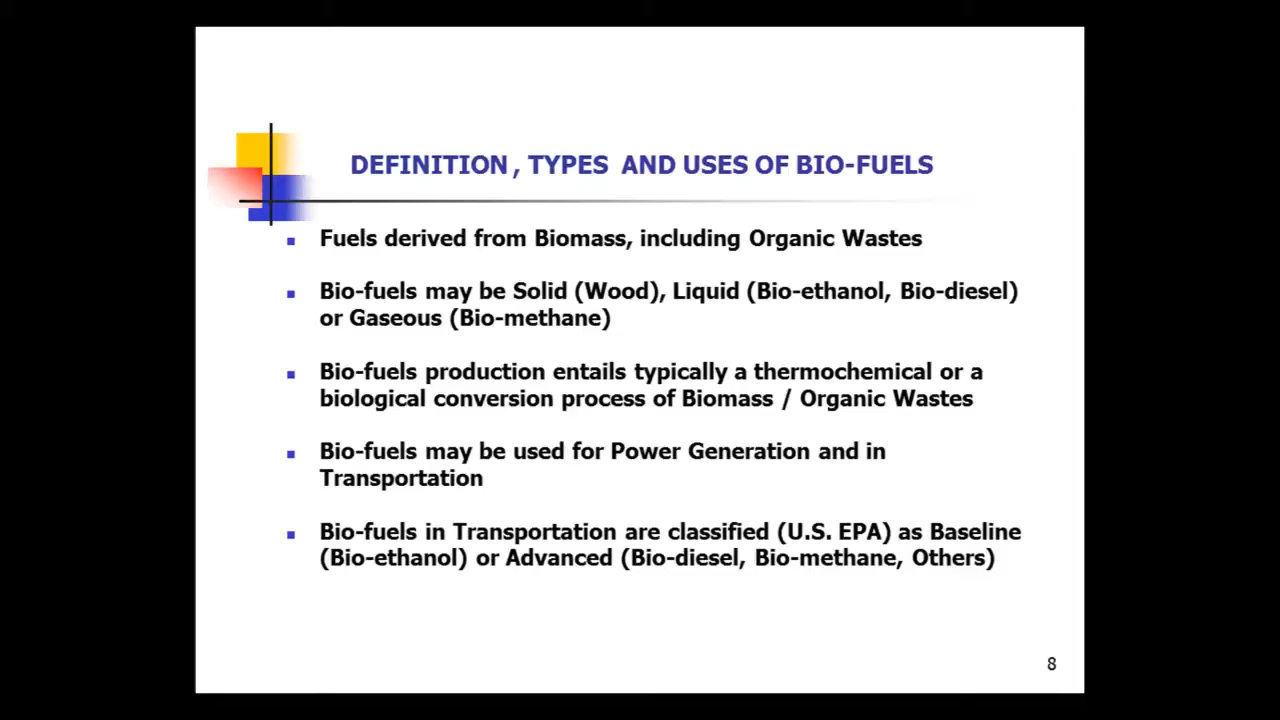 DEFINITION, TYPES AND USES OF BIO-FUELS
Fuels derived from Biomass, including Organic Wastes
Bio-fuels may be Solid (Wood), Liquid (Bio-ethanol, Bio-diesel)
or Gaseous (Bio-methane)
Bio-fuels production entails typically a thermochemical or a
biological conversion process of Biomass / Organic Wastes
Bio-fuels may be used for Power Generation and in
Transportation
Bio-fuels in Transportation are classified (U.S. EPA) as Baseline
(Bio-ethanol) or Advanced (Bio-diesel, Bio-methane, Others)
8